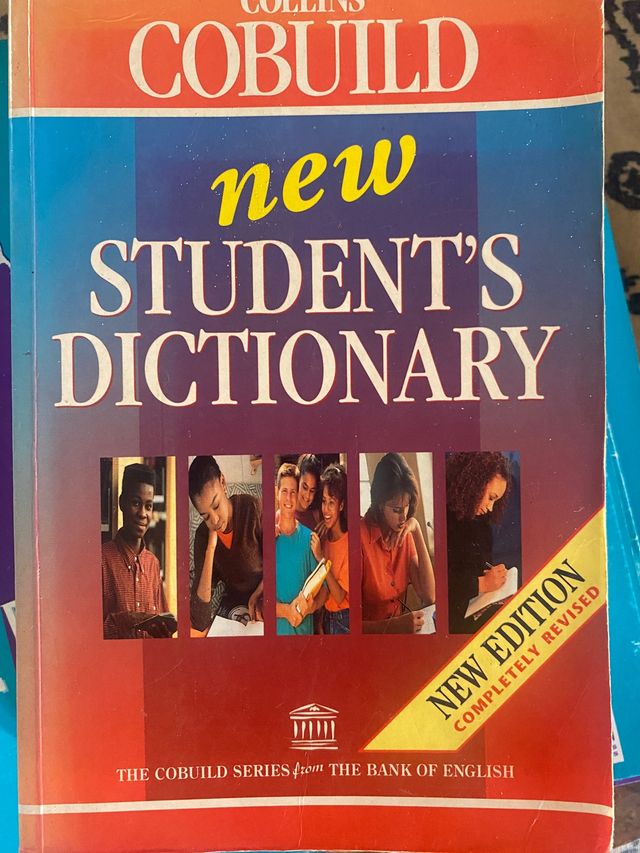 COLLINS
COBUILD
new
STUDENT'S
DICTIONARY
NEW EDITION
COMPLETELY REVISED
THE COBUILD SERIES from THE BANK OF ENGLISH